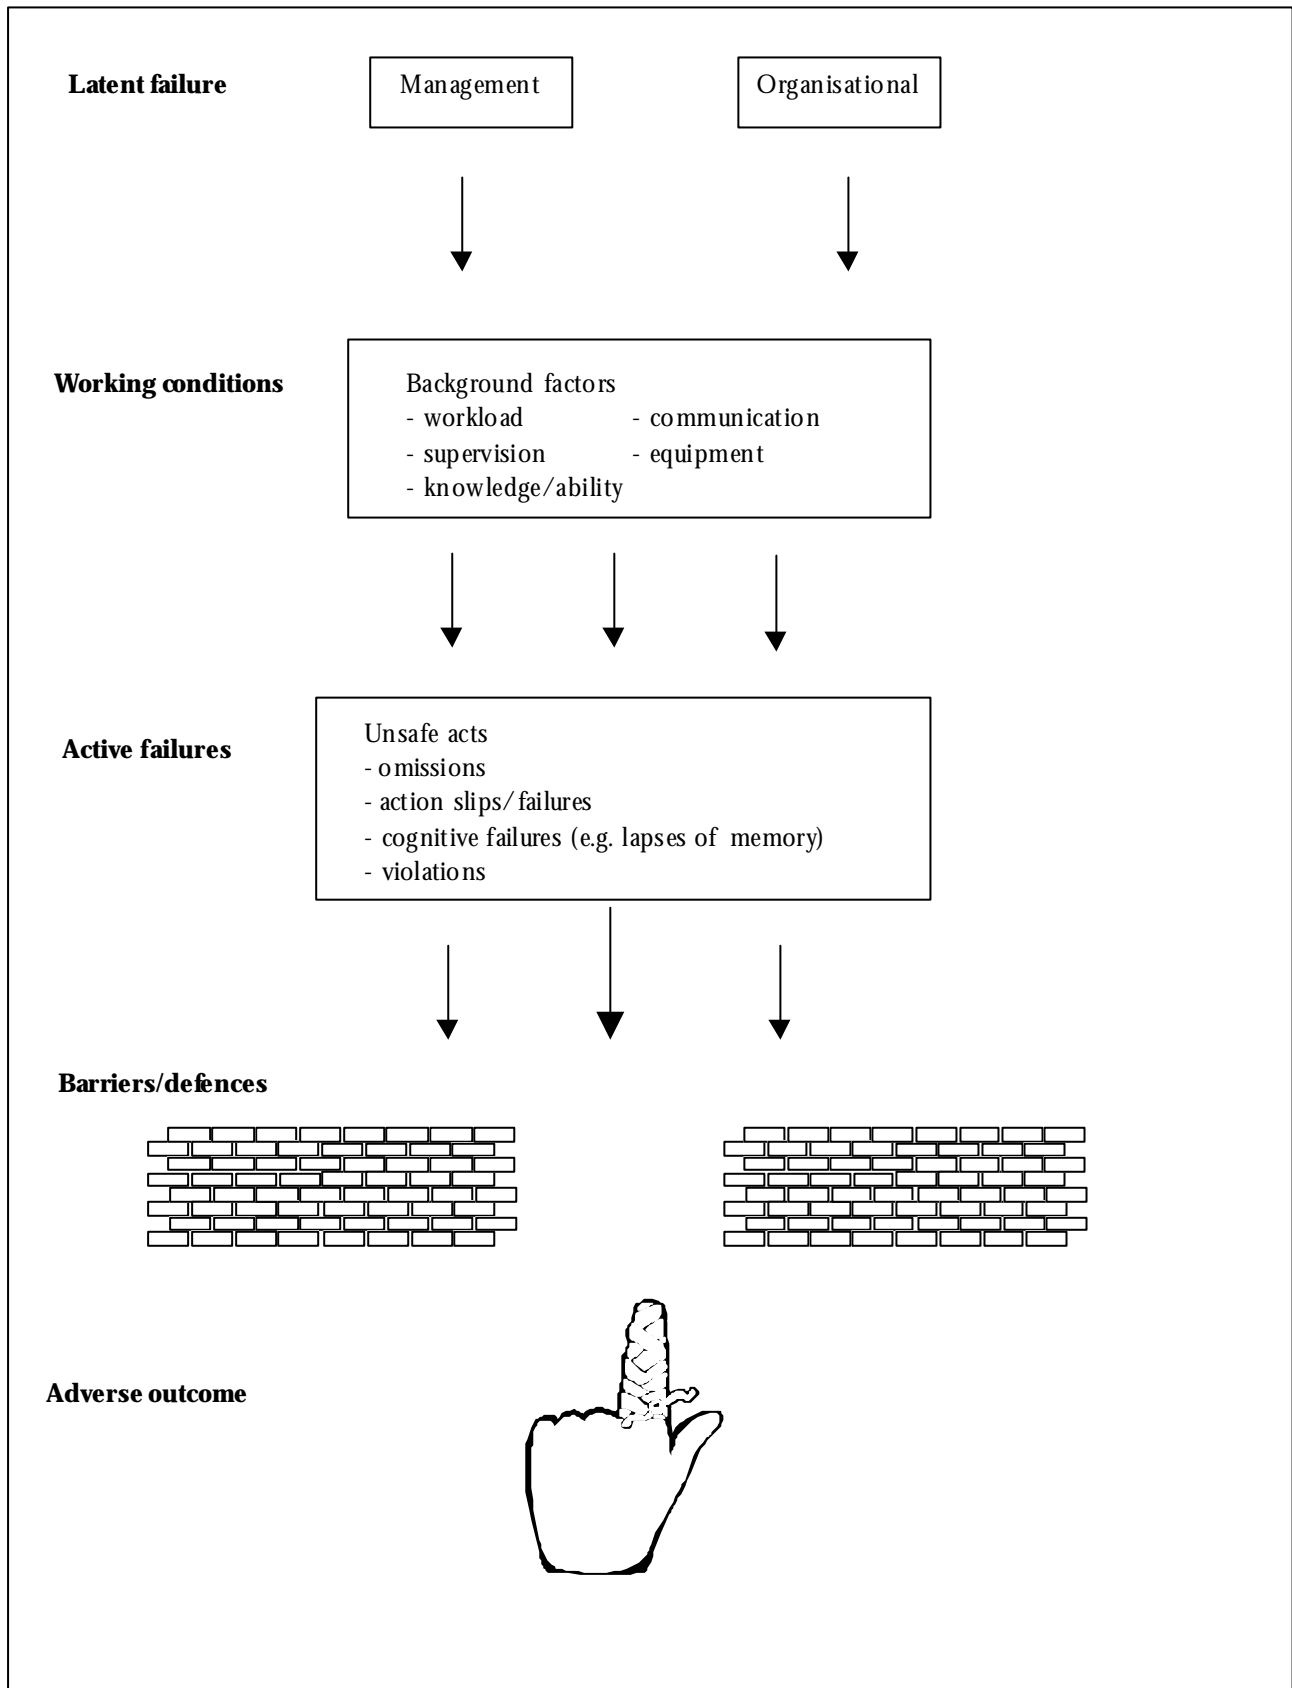 Latent failure
Management
Organisational
Working conditions
Background factors
- workload - communication
- supervision - equipment
- knowledge/ability
Active failures
Unsafe acts
- omissions
- action slips/failures
- cognitive failures (e.g. lapses of memory)
- violations
Barriers/defences
Adverse outcome